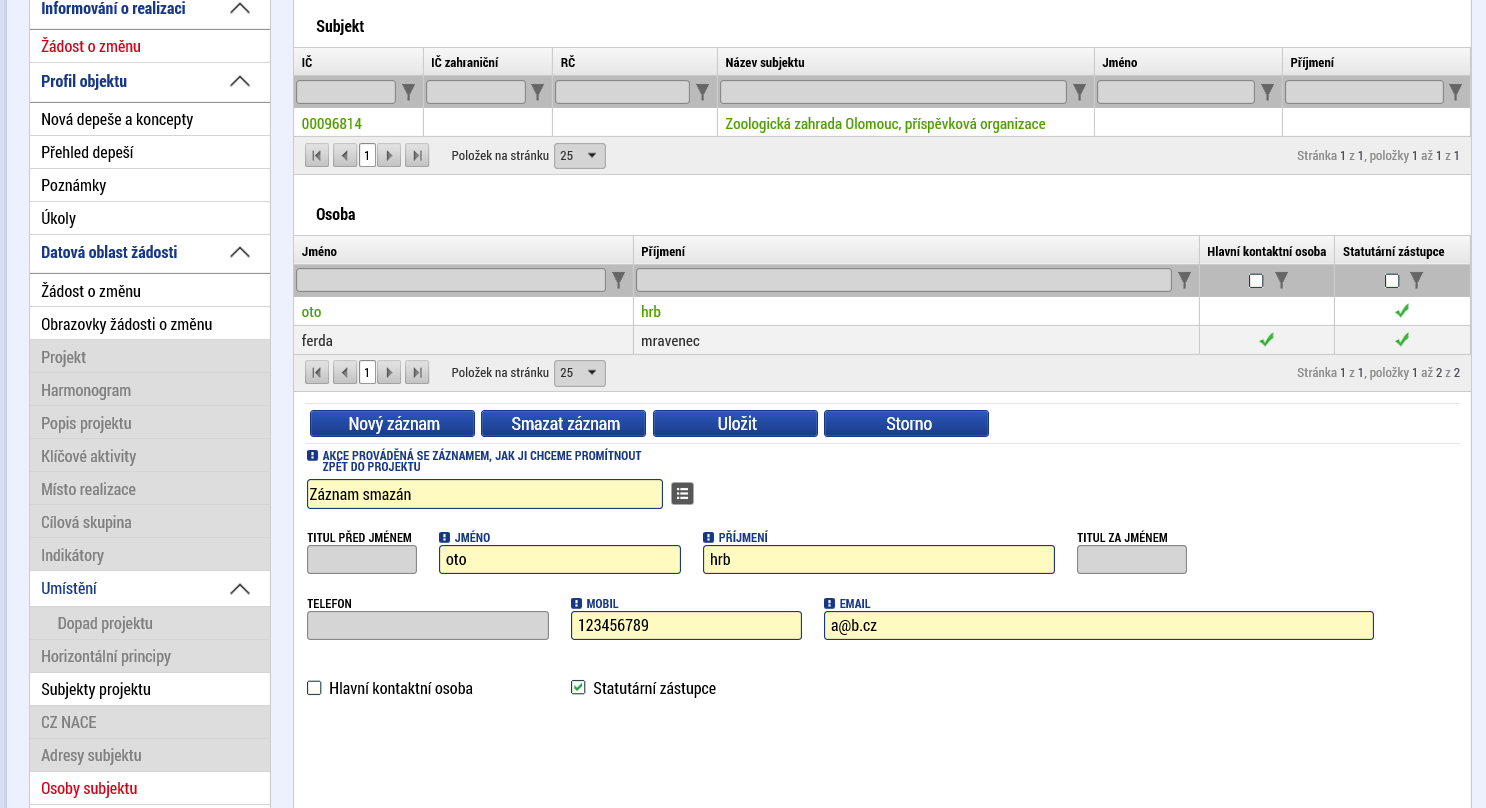 Informování o realizaci
Žádost o změnu
Profil objektu
Nová depeše a koncepty
Přehled depeší
Poznámky
Úkoly
Datová oblast žádosti
Žádost o změnu
Obrazovky žádosti o změnu
Projekt
Harmonogram
Popis projektu
Klíčové aktivity
Místo realizace
Cílová skupina
Indikátory
Umístění
Dopad projektu
Horizontální principy
Subjekty projektu
CZ NACE
Adresy subjektu
Osoby subjektu
Subjekt
IČ IČ zahraniční RČ Název subjektu Jméno Příjmení
00096814 Zoologická zahrada Olomouc, příspěvková organizace
1 Položek na stránku 25 Stránka 1 z 1, položky 1 až 1 z 1
Osoba
Jméno Příjmení Hlavní kontaktní osoba Statutární zástupce
oto hrb
ferda mravenec
1 Položek na stránku 25 Stránka 1 z 1, položky 1 až 2 z 2
Nový záznam Smazat záznam Uložit Storno
AKCE PROVÁDĚNÁ SE ZÁZNAMEM, JAK JI CHCEME PROMÍTNOUT
ZPĚT DO PROJEKTU
Záznam smazán
TITUL PŘED JMÉNEM JMÉNO PŘÍJMENÍ TITUL ZA JMÉNEM
oto hrb
TELEFON MOBIL EMAIL
123456789 a@b.cz
Hlavní kontaktní osoba Statutární zástupce